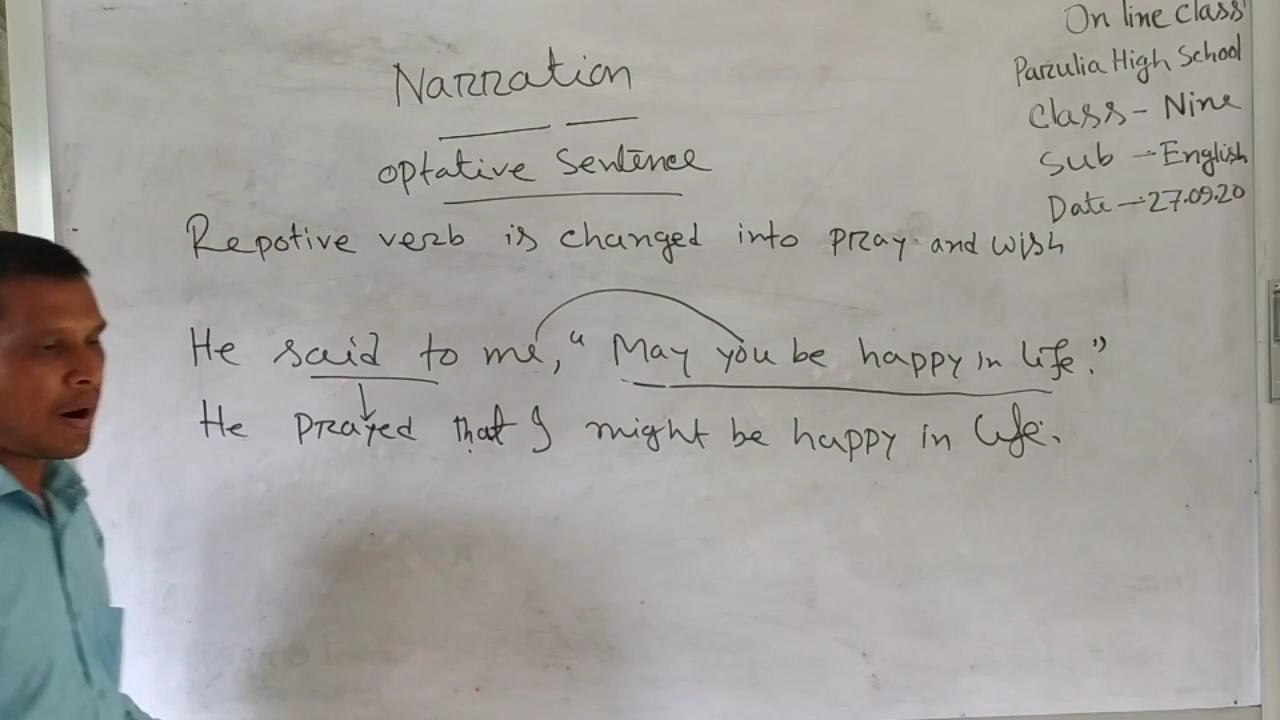 On line class
Parulia High School
Class - Nine
Sub - English
Date - 27.09.20
Narration
Optative Sentence
Repotive verb is changed into pray and wish
He said to me, "May you be happy in life."
He prayed that I might be happy in life.